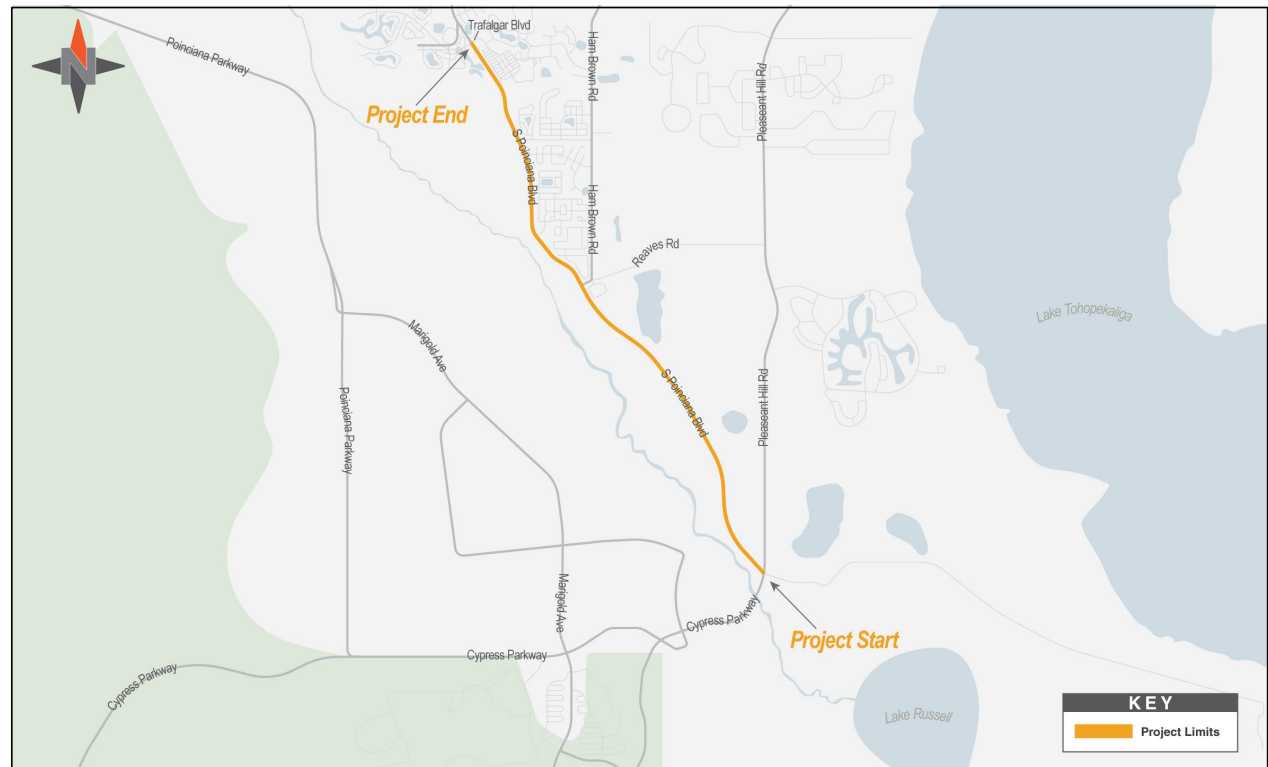 Trafalgar Blvd
Poinciana Parkway
Ham Brown Rd
Pleaseant Hill Rd
Project End
S Poinciana Blvd
Ham Brown Rd
Reaves Rd
Lake Tohopekaliga
Marigold Ave
S Poinciana Blvd
Pleaseant Hill Rd
Poinciana Parkway
Marigold Ave
Cypress Parkway
Project Start
Cypress Parkway
Cypress Parkway
Lake Russell
KEY
Project Limits
N